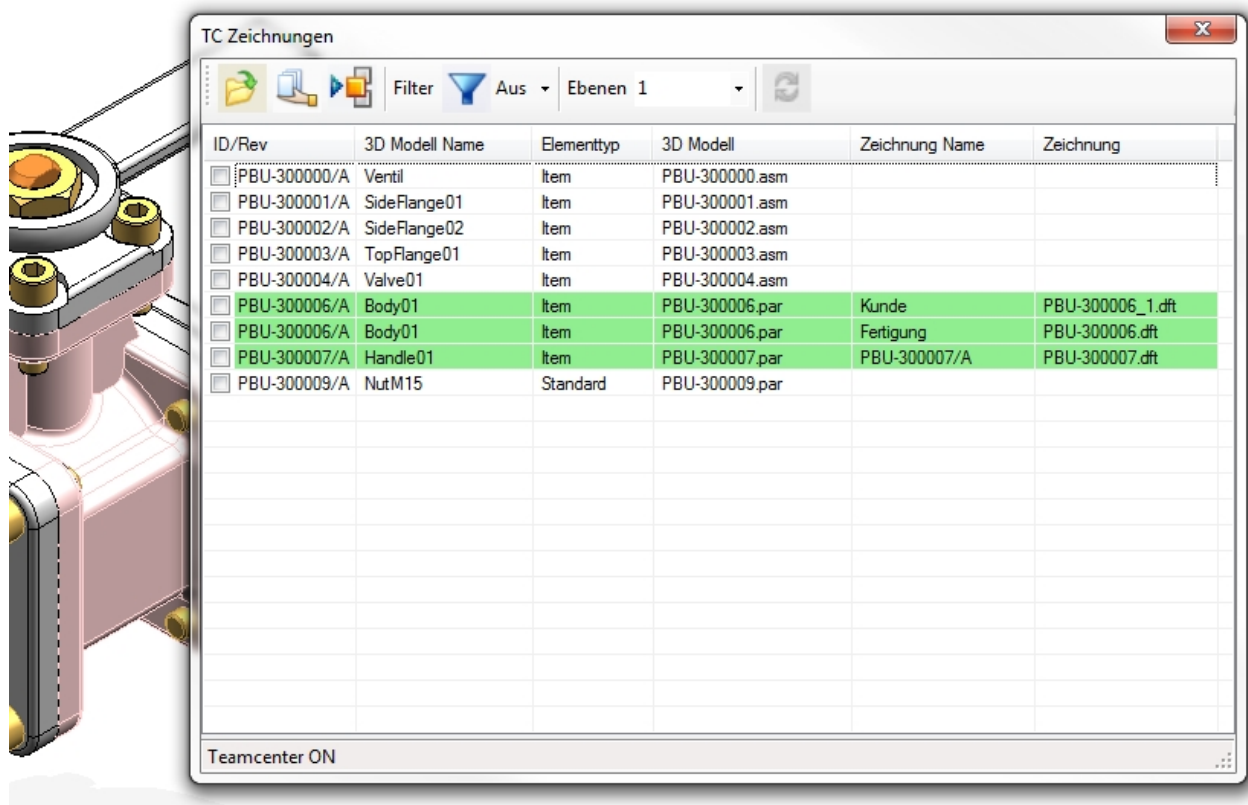 TC Zeichnungen
Filter Aus Ebenen 1
ID/Rev 3D Modell Name Elementtyp 3D Modell Zeichnung Name Zeichnung
PBU-300000/A Ventil Item PBU-300000.asm
PBU-300001/A SideFlange01 Item PBU-300001.asm
PBU-300002/A SideFlange02 Item PBU-300002.asm
PBU-300003/A TopFlange01 Item PBU-300003.asm
PBU-300004/A Valve01 Item PBU-300004.asm
PBU-300006/A Body01 Item PBU-300006.par Kunde PBU-300006_1.dft
PBU-300006/A Body01 Item PBU-300006.par Fertigung PBU-300006.dft
PBU-300007/A Handle01 Item PBU-300007.par PBU-300007/A PBU-300007.dft
PBU-300009/A NutM15 Standard PBU-300009.par
Teamcenter ON